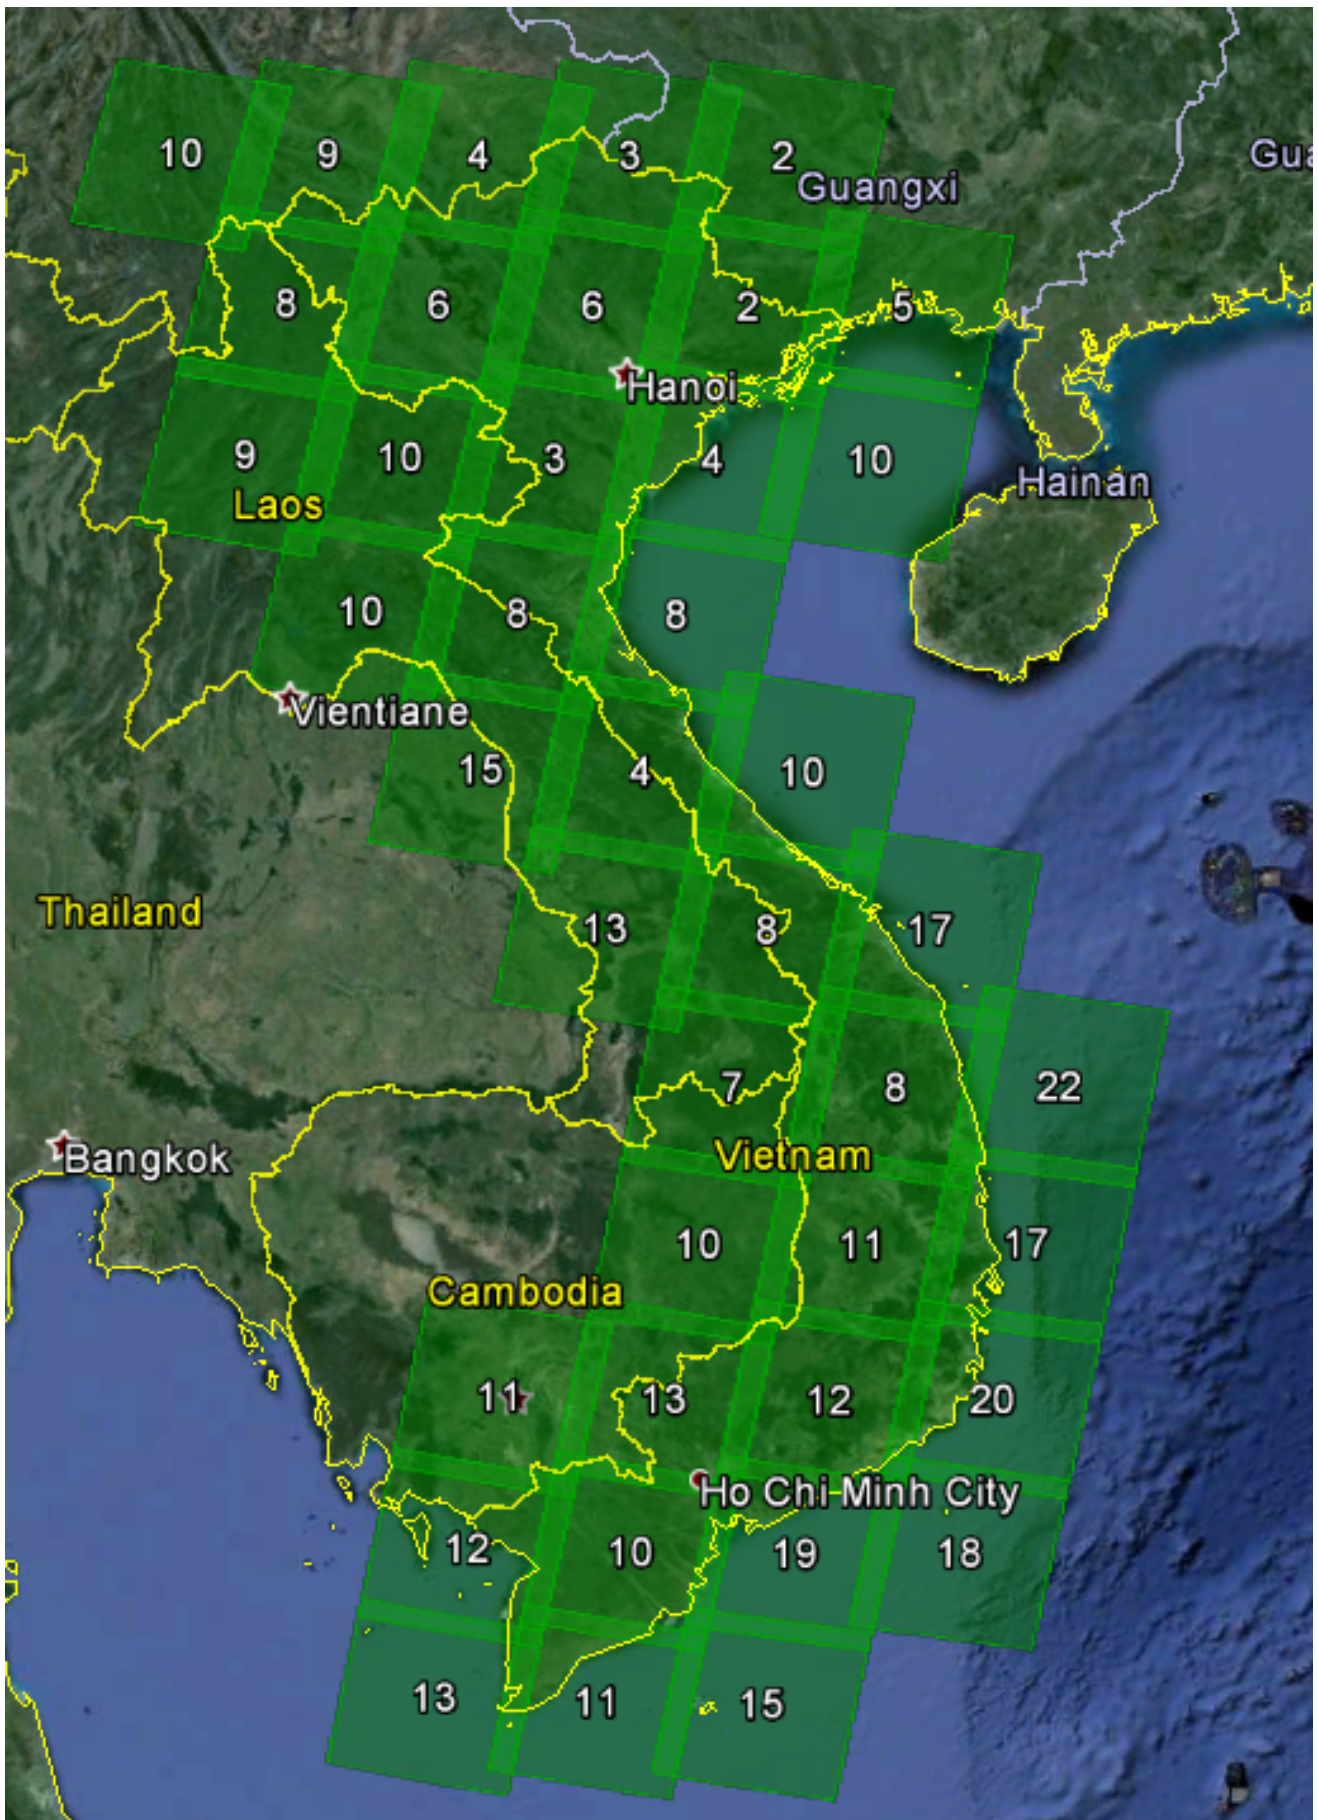 10 9 4 3 2
Guangxi
Gua
8 6 6 2 5
Hanoi
9 10 3 4 10
Laos
Hainan
10 8 8
Vientiane
15 4 10
Thailand
13 8 17
7 8 22
Bangkok
Vietnam
10 11 17
Cambodia
11 13 12 20
Ho Chi Minh City
12 10 19 18
13 11 15